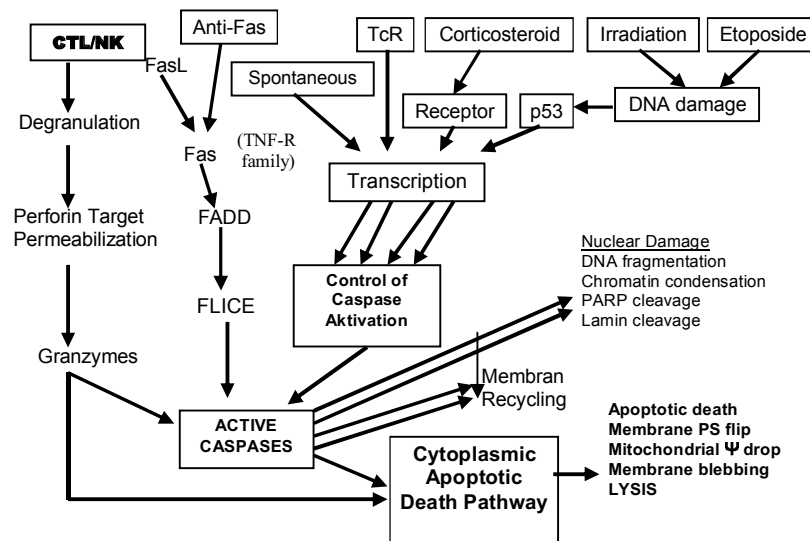 CTL/NK
Anti-Fas
TcR
Corticosteroid
Irradiation
Etoposide
FasL
Spontaneous
Degranulation
Receptor
p53
DNA damage
Fas
(TNF-R
family)
Transcription
Perforin Target
Permeabilization
FADD
FLICE
Control of
Caspase
Aktivation
Nuclear Damage
DNA fragmentation
Chromatin condensation
PARP cleavage
Lamin cleavage
Granzymes
Membran
Recycling
ACTIVE
CASPASES
Cytoplasmic
Apoptotic
Death Pathway
Apoptotic death
Membrane PS flip
Mitochondrial Ψ drop
Membrane blebbing
LYSIS